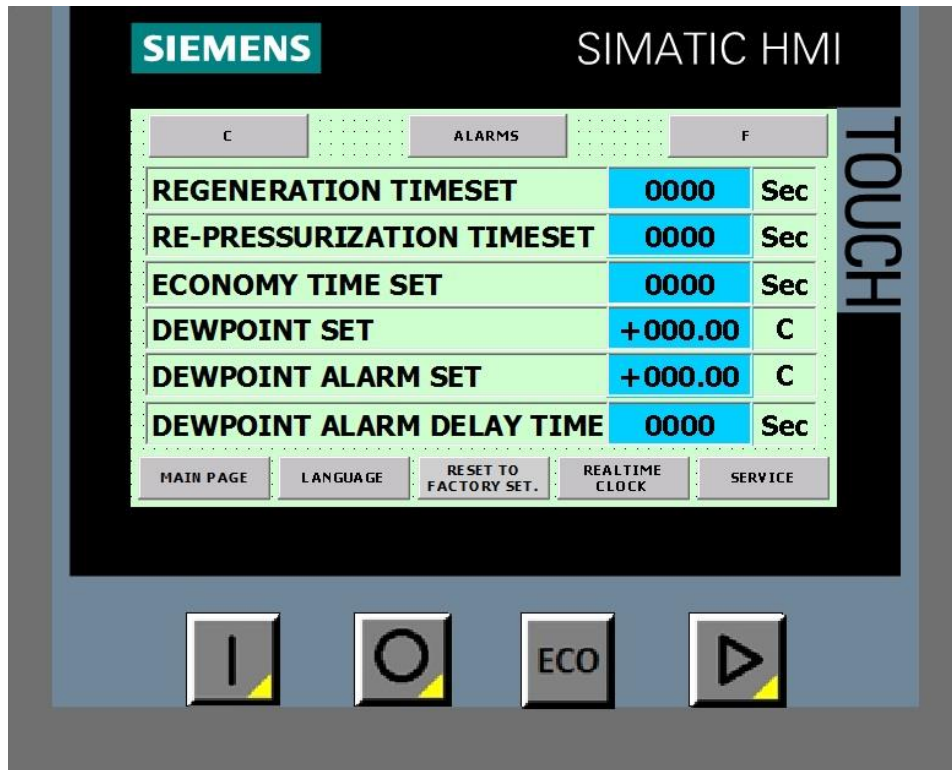 SIEMENS
SIMATIC HMI
TOUCH
C
ALARMS
F
REGENERATION TIMESET 0000 Sec
RE-PRESSURIZATION TIMESET 0000 Sec
ECONOMY TIME SET 0000 Sec
DEWPOINT SET +000.00 C
DEWPOINT ALARM SET +000.00 C
DEWPOINT ALARM DELAY TIME 0000 Sec
MAIN PAGE
LANGUAGE
RESET TO
FACTORY SET.
REALTIME
CLOCK
SERVICE
ECO